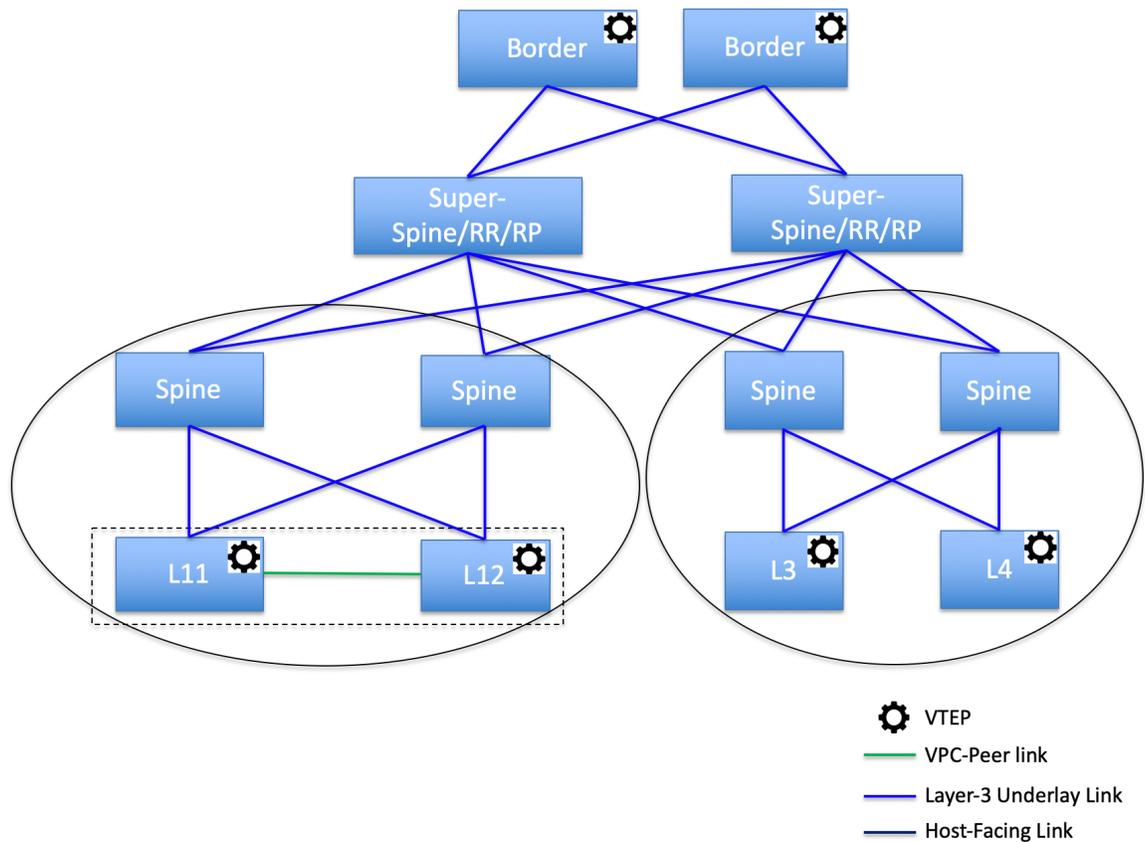 Border
Border
Super-
Spine/RR/RP
Super-
Spine/RR/RP
Spine
Spine
Spine
Spine
L11
L12
L3
L4
VTEP
VPC-Peer link
Layer-3 Underlay Link
Host-Facing Link